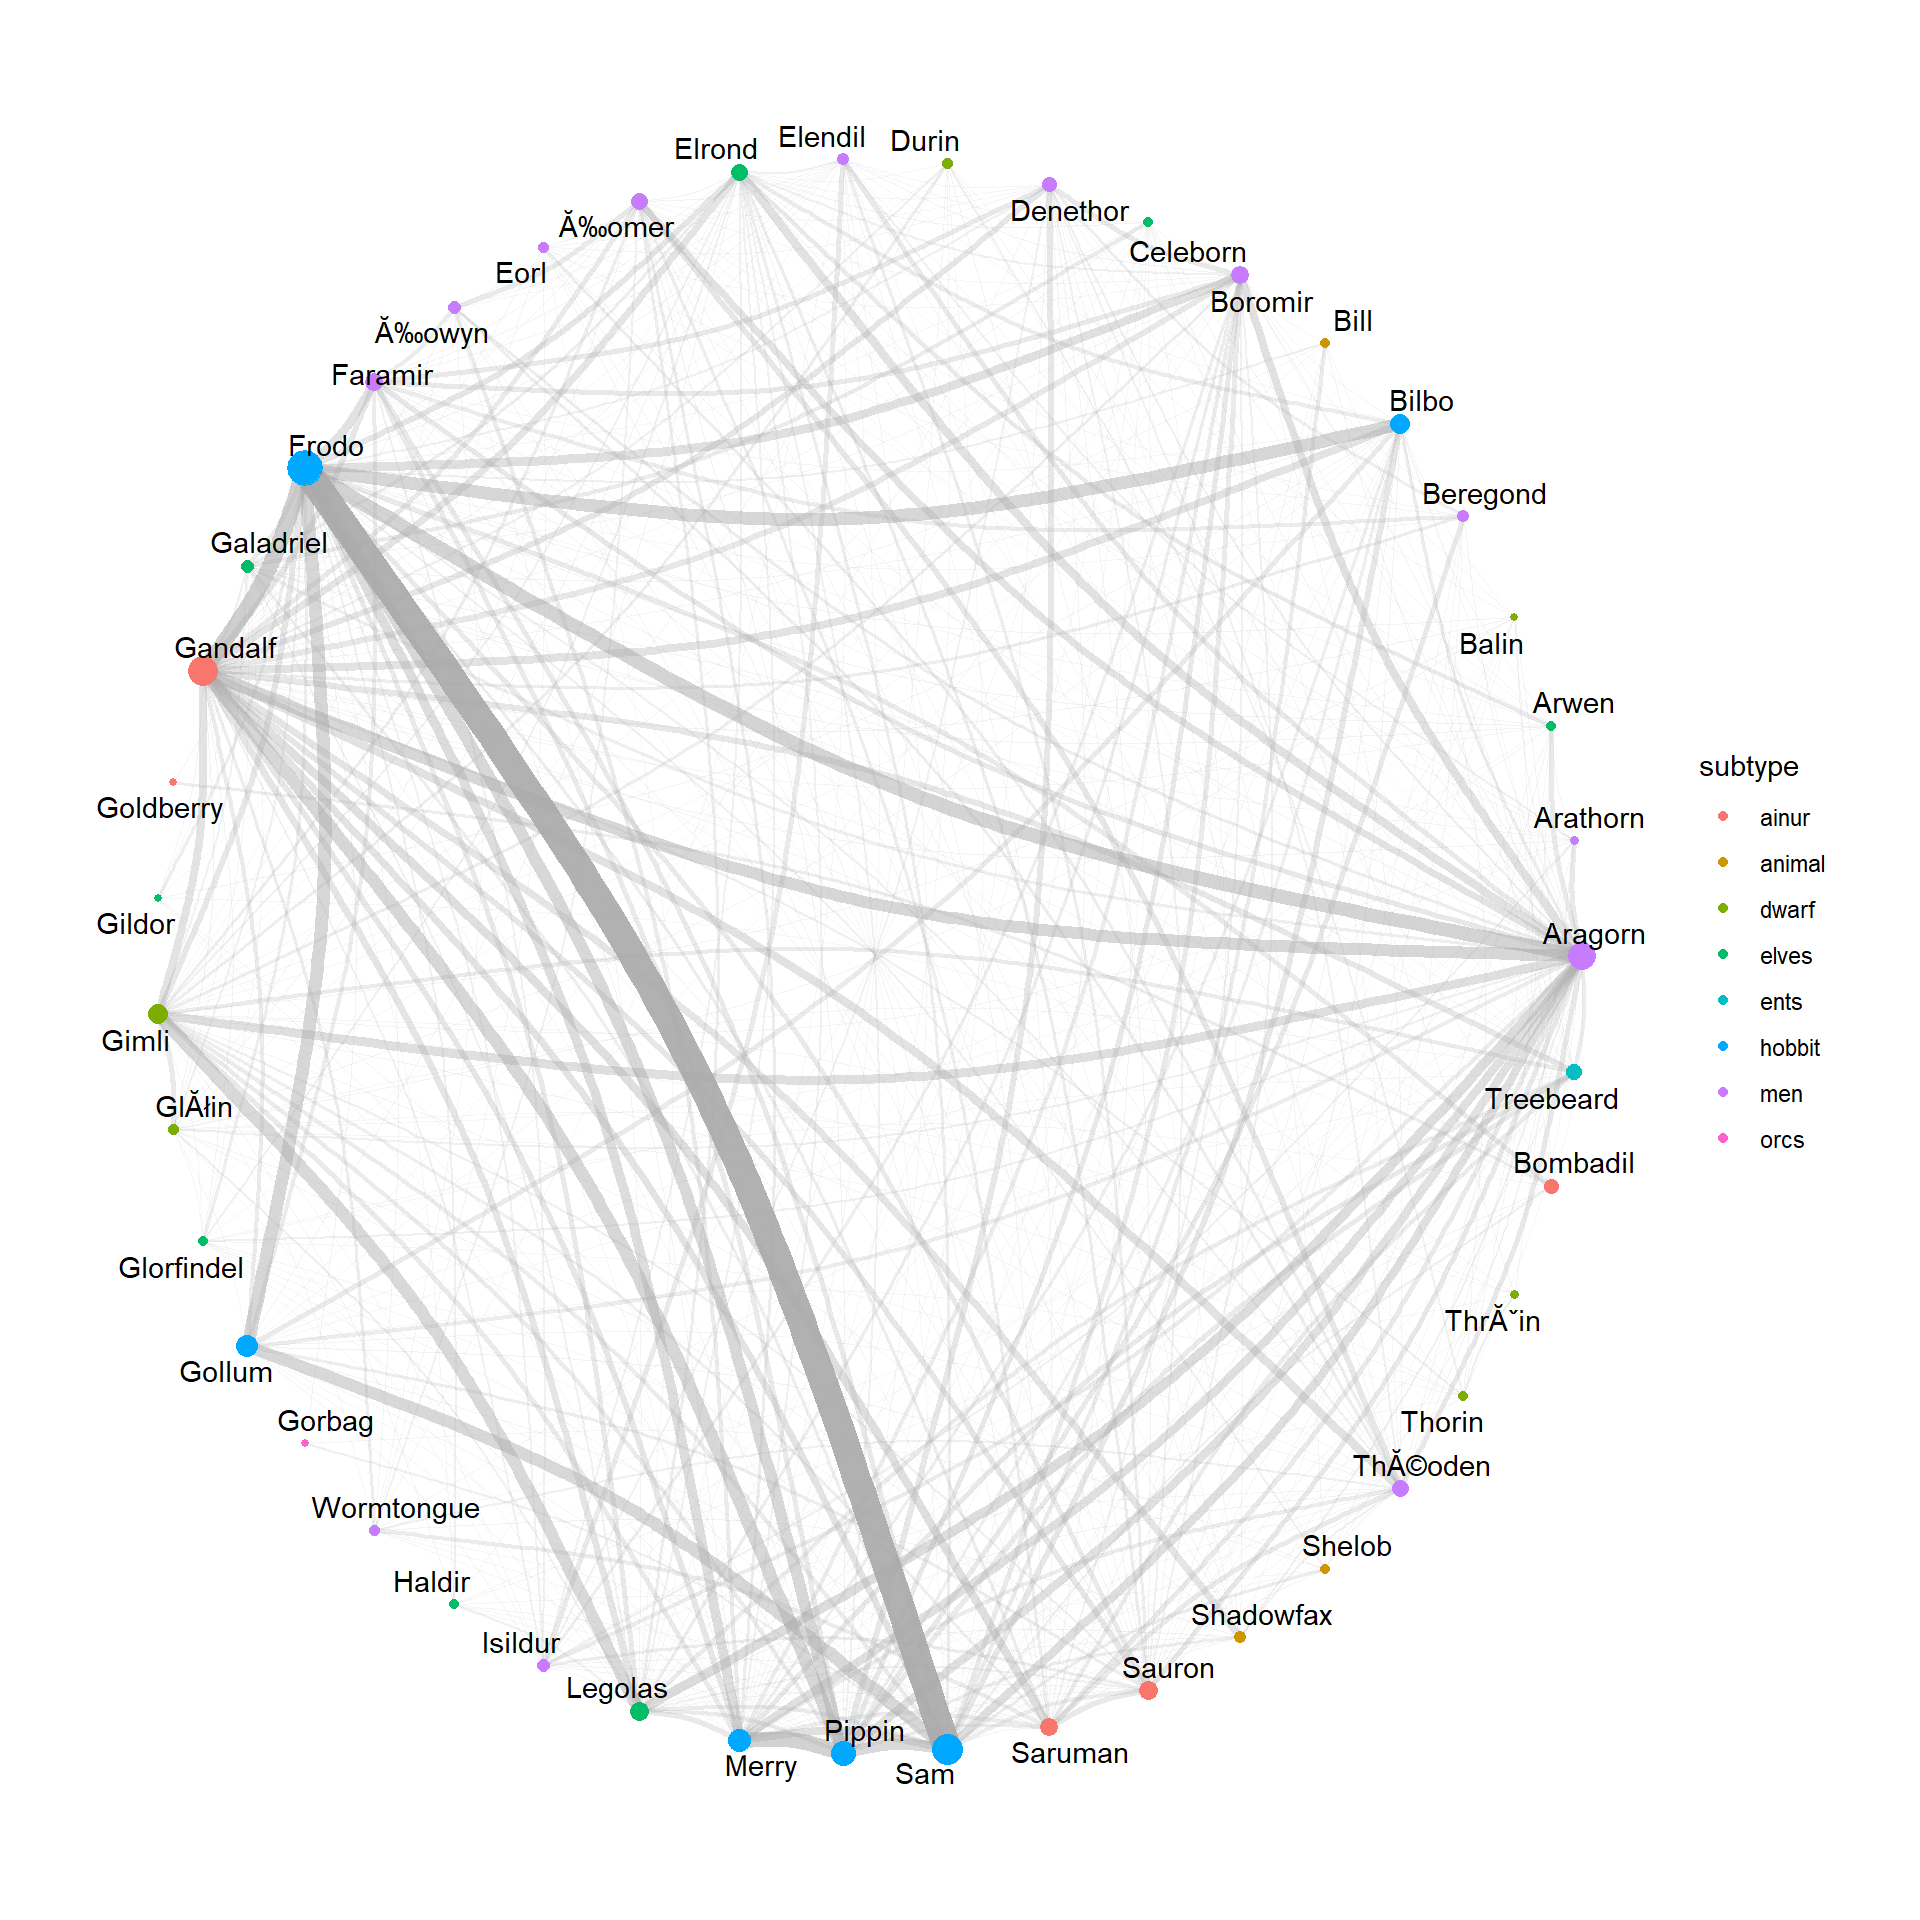 Elrond
Elendil
Durin
Ă‰omer
Denethor
Eorl
Celeborn
Boromir
Ă‰owyn
Bill
Faramir
Bilbo
Frodo
Beregond
Galadriel
Gandalf
Balin
Arwen
Goldberry
Arathorn
Gildor
Aragorn
Gimli
Treebeard
GlĂłin
Bombadil
Glorfindel
ThrĂˇin
Gollum
Thorin
Gorbag
ThĂ©oden
Wormtongue
Shelob
Haldir
Shadowfax
Isildur
Sauron
Legolas
Pippin
Merry
Sam
Saruman
subtype
ainur
animal
dwarf
elves
ents
hobbit
men
orcs